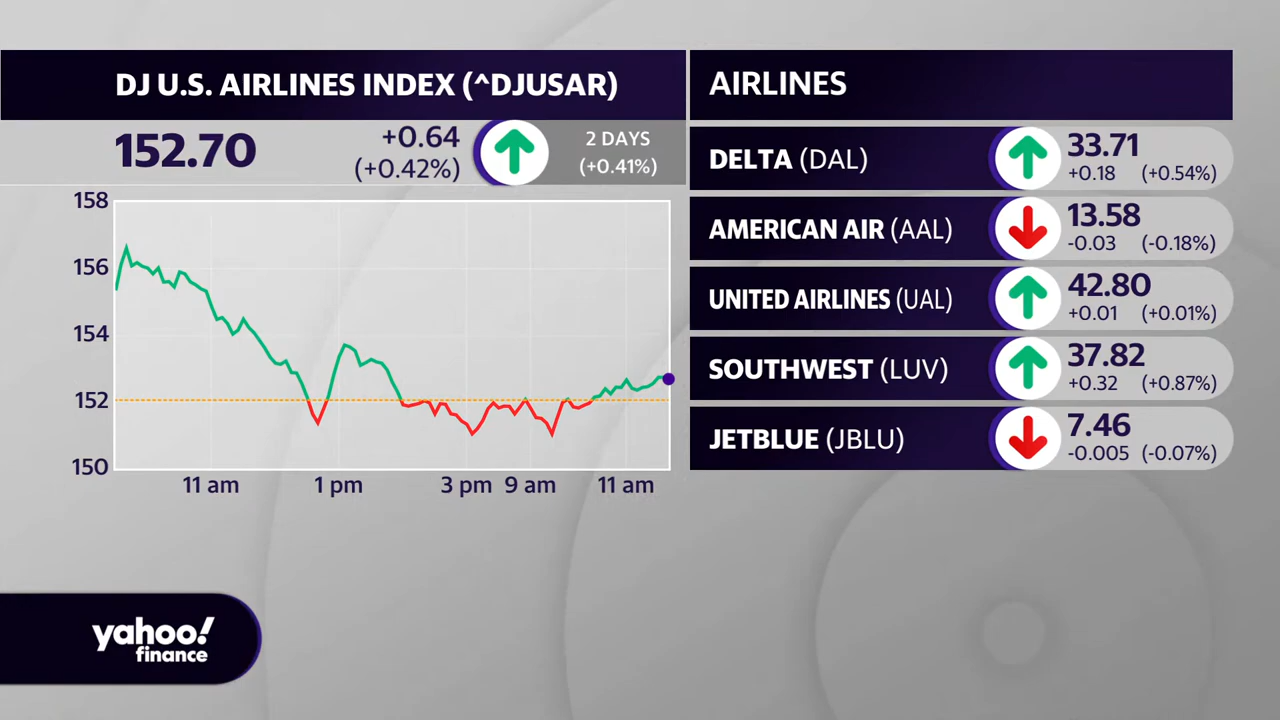 DJ U.S. AIRLINES INDEX (^DJUSAR)
152.70
+0.64
(+0.42%)
2 DAYS
(+0.41%)
158
156
154
152
150
11 am 1 pm 3 pm 9 am 11 am
AIRLINES
DELTA (DAL)
33.71
+0.18 (+0.54%)
AMERICAN AIR (AAL)
13.58
-0.03 (-0.18%)
UNITED AIRLINES (UAL)
42.80
+0.01 (+0.01%)
SOUTHWEST (LUV)
37.82
+0.32 (+0.87%)
JETBLUE (JBLU)
7.46
-0.005 (-0.07%)
yahoo!
finance